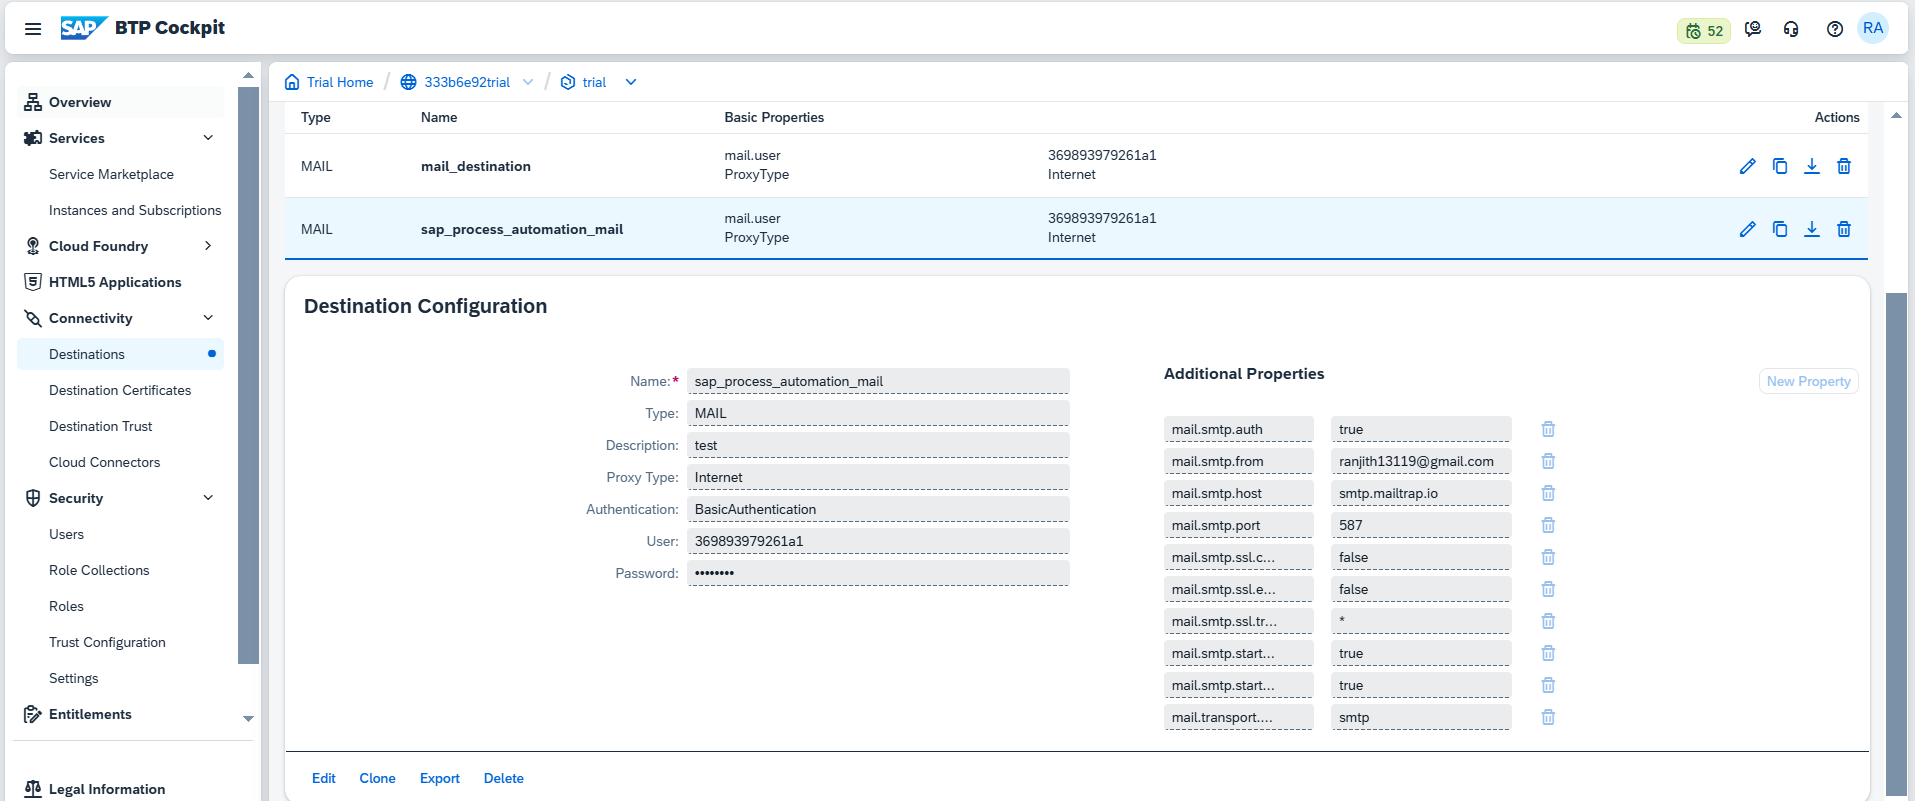 SAP BTP Cockpit
52
RA
Overview
Services
Service Marketplace
Instances and Subscriptions
Cloud Foundry
HTML5 Applications
Connectivity
Destinations
Destination Certificates
Destination Trust
Cloud Connectors
Security
Users
Role Collections
Roles
Trust Configuration
Settings
Entitlements
Legal Information
Trial Home / 333b6e92trial / trial
Type Name Basic Properties Actions
MAIL mail_destination mail.user 369893979261a1
ProxyType Internet
MAIL sap_process_automation_mail mail.user 369893979261a1
ProxyType Internet
Destination Configuration
Name:* sap_process_automation_mail
Type: MAIL
Description: test
Proxy Type: Internet
Authentication: BasicAuthentication
User: 369893979261a1
Password: ••••••••
Additional Properties
New Property
mail.smtp.auth true
mail.smtp.from ranjith13119@gmail.com
mail.smtp.host smtp.mailtrap.io
mail.smtp.port 587
mail.smtp.ssl.c... false
mail.smtp.ssl.e... false
mail.smtp.ssl.tr... *
mail.smtp.start... true
mail.smtp.start... true
mail.transport.... smtp
Edit Clone Export Delete